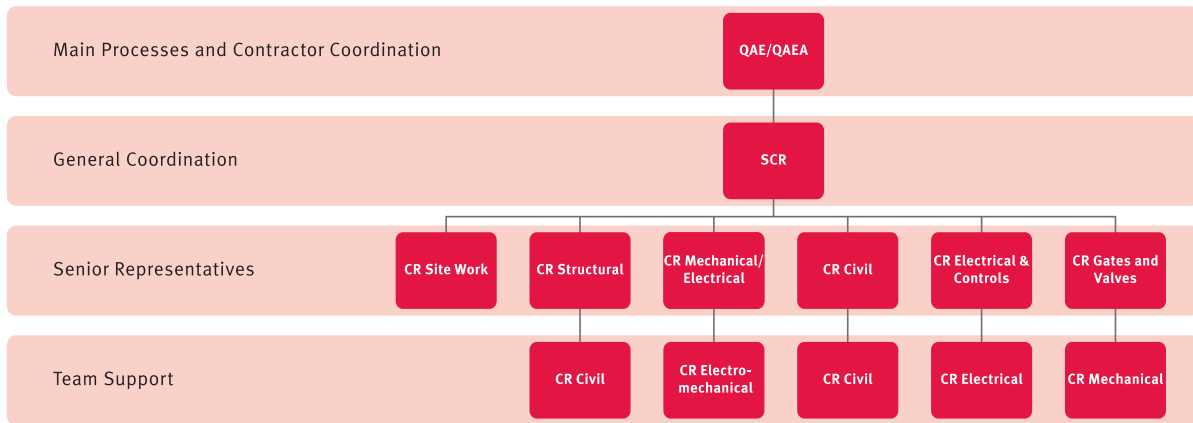 Main Processes and Contractor Coordination
QAE/QAEA
General Coordination
SCR
Senior Representatives
CR Site Work
CR Structural
CR Mechanical/
Electrical
CR Civil
CR Electrical &
Controls
CR Gates and
Valves
Team Support
CR Civil
CR Electro-
mechanical
CR Civil
CR Electrical
CR Mechanical